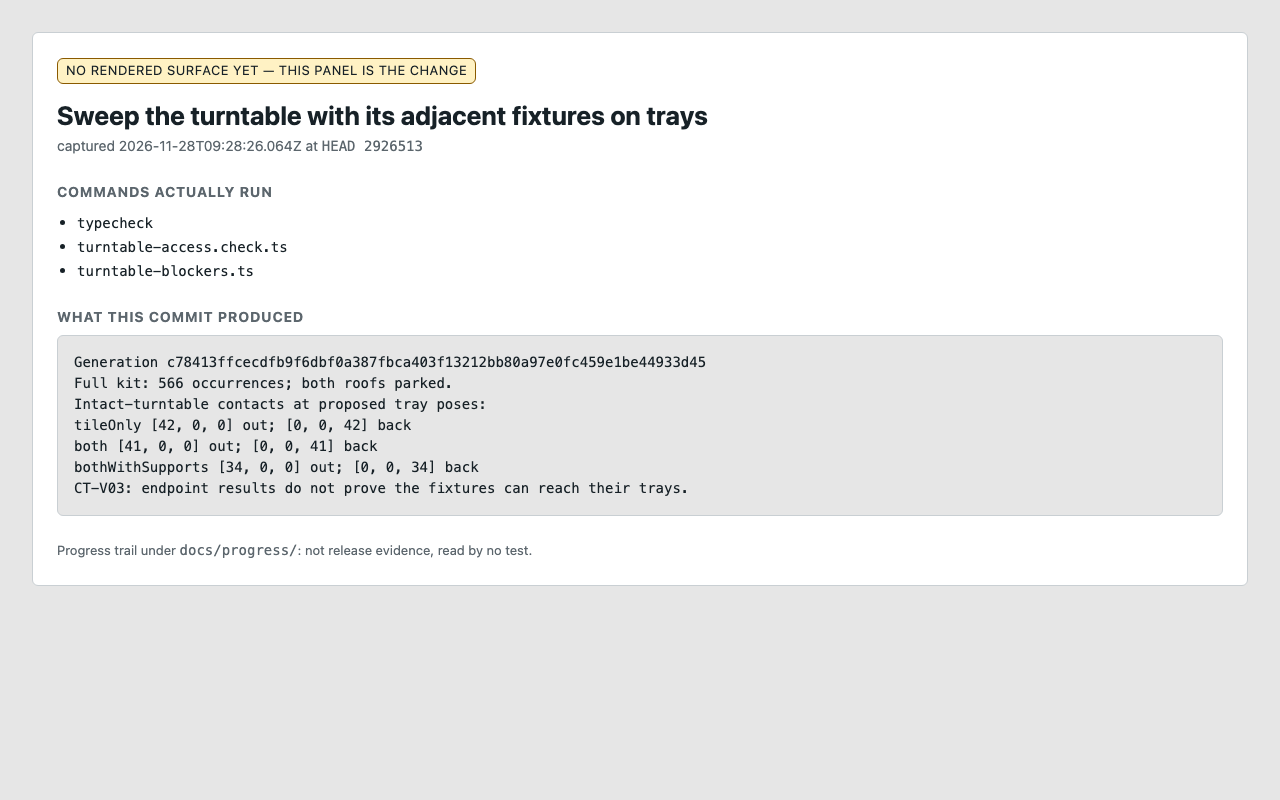 NO RENDERED SURFACE YET — THIS PANEL IS THE CHANGE
Sweep the turntable with its adjacent fixtures on trays
captured 2026-11-28T09:28:26.064Z at HEAD 2926513
COMMANDS ACTUALLY RUN
• typecheck
• turntable-access.check.ts
• turntable-blockers.ts
WHAT THIS COMMIT PRODUCED
Generation c78413ffcecdfb9f6dbf0a387fbca403f13212bb80a97e0fc459e1be44933d45
Full kit: 566 occurrences; both roofs parked.
Intact-turntable contacts at proposed tray poses:
tileOnly [42, 0, 0] out; [0, 0, 42] back
both [41, 0, 0] out; [0, 0, 41] back
bothWithSupports [34, 0, 0] out; [0, 0, 34] back
CT-V03: endpoint results do not prove the fixtures can reach their trays.
Progress trail under docs/progress/: not release evidence, read by no test.